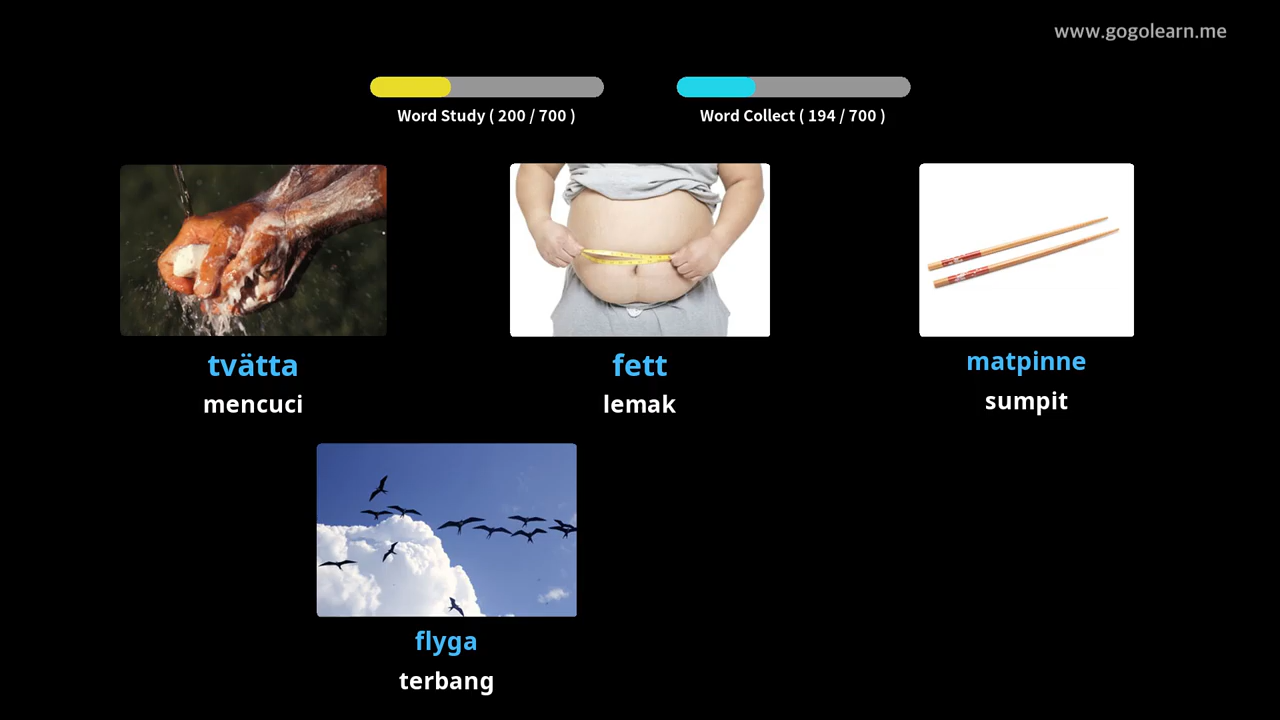 www.gogolearn.me
Word Study ( 200 / 700 )
Word Collect ( 194 / 700 )
tvätta
mencuci
fett
lemak
matpinne
sumpit
flyga
terbang